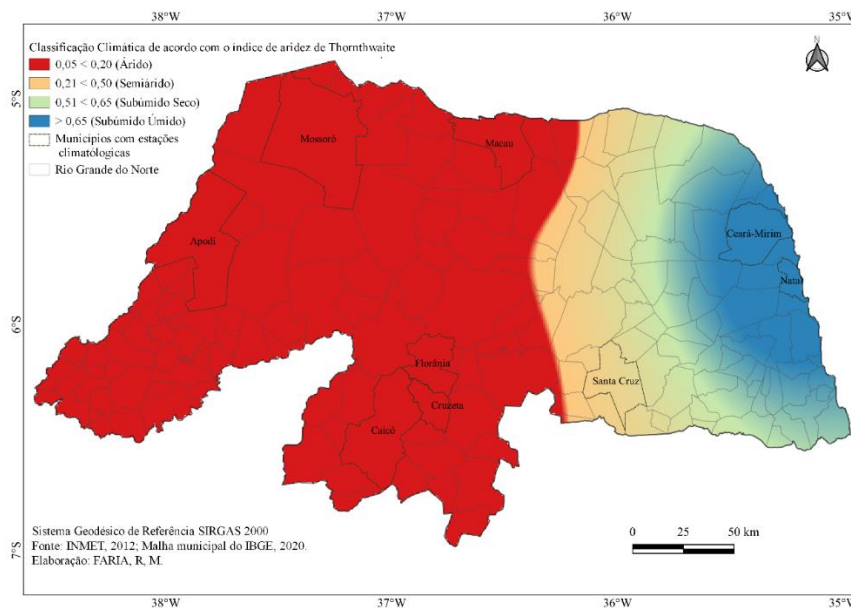 38°W
37°W
36°W
35°W
Classificação Climática de acordo com o índice de aridez de Thornthwaite
0,05 < 0,20 (Árido)
0,21 < 0,50 (Semiárido)
0,51 < 0,65 (Subúmido Seco)
> 0,65 (Subúmido Úmido)
Municípios com estações
climatólogicas
Rio Grande do Norte
N
5°S
Mossoró
Macau
Apodi
Ceará-Mirim
Natal
6°S
Florânia
Santa Cruz
Cruzeta
Caicó
Sistema Geodésico de Referência SIRGAS 2000
Fonte: INMET, 2012; Malha municipal do IBGE, 2020.
Elaboração: FARIA, R, M.
0 25 50 km
7°S
38°W
37°W
36°W
35°W